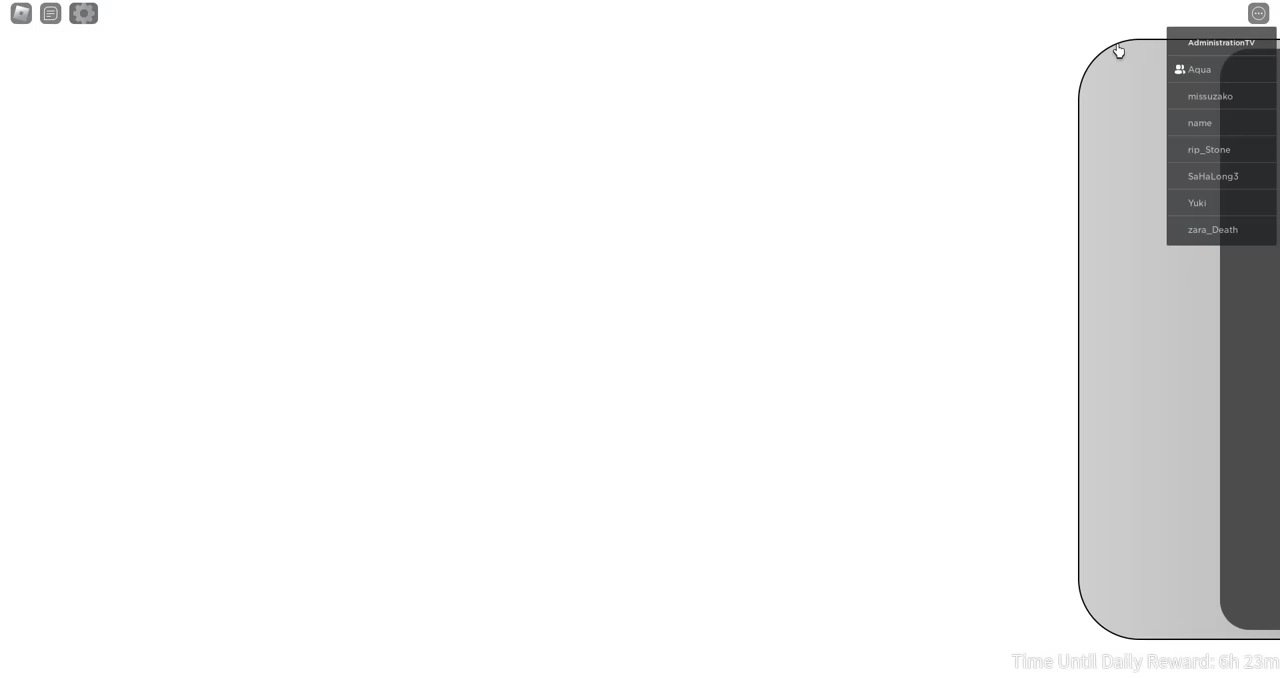 AdministrationTV
Aqua
missuzako
name
rip_Stone
SaHaLong3
Yuki
zara_Death
Time Until Daily Reward: 6h 23m